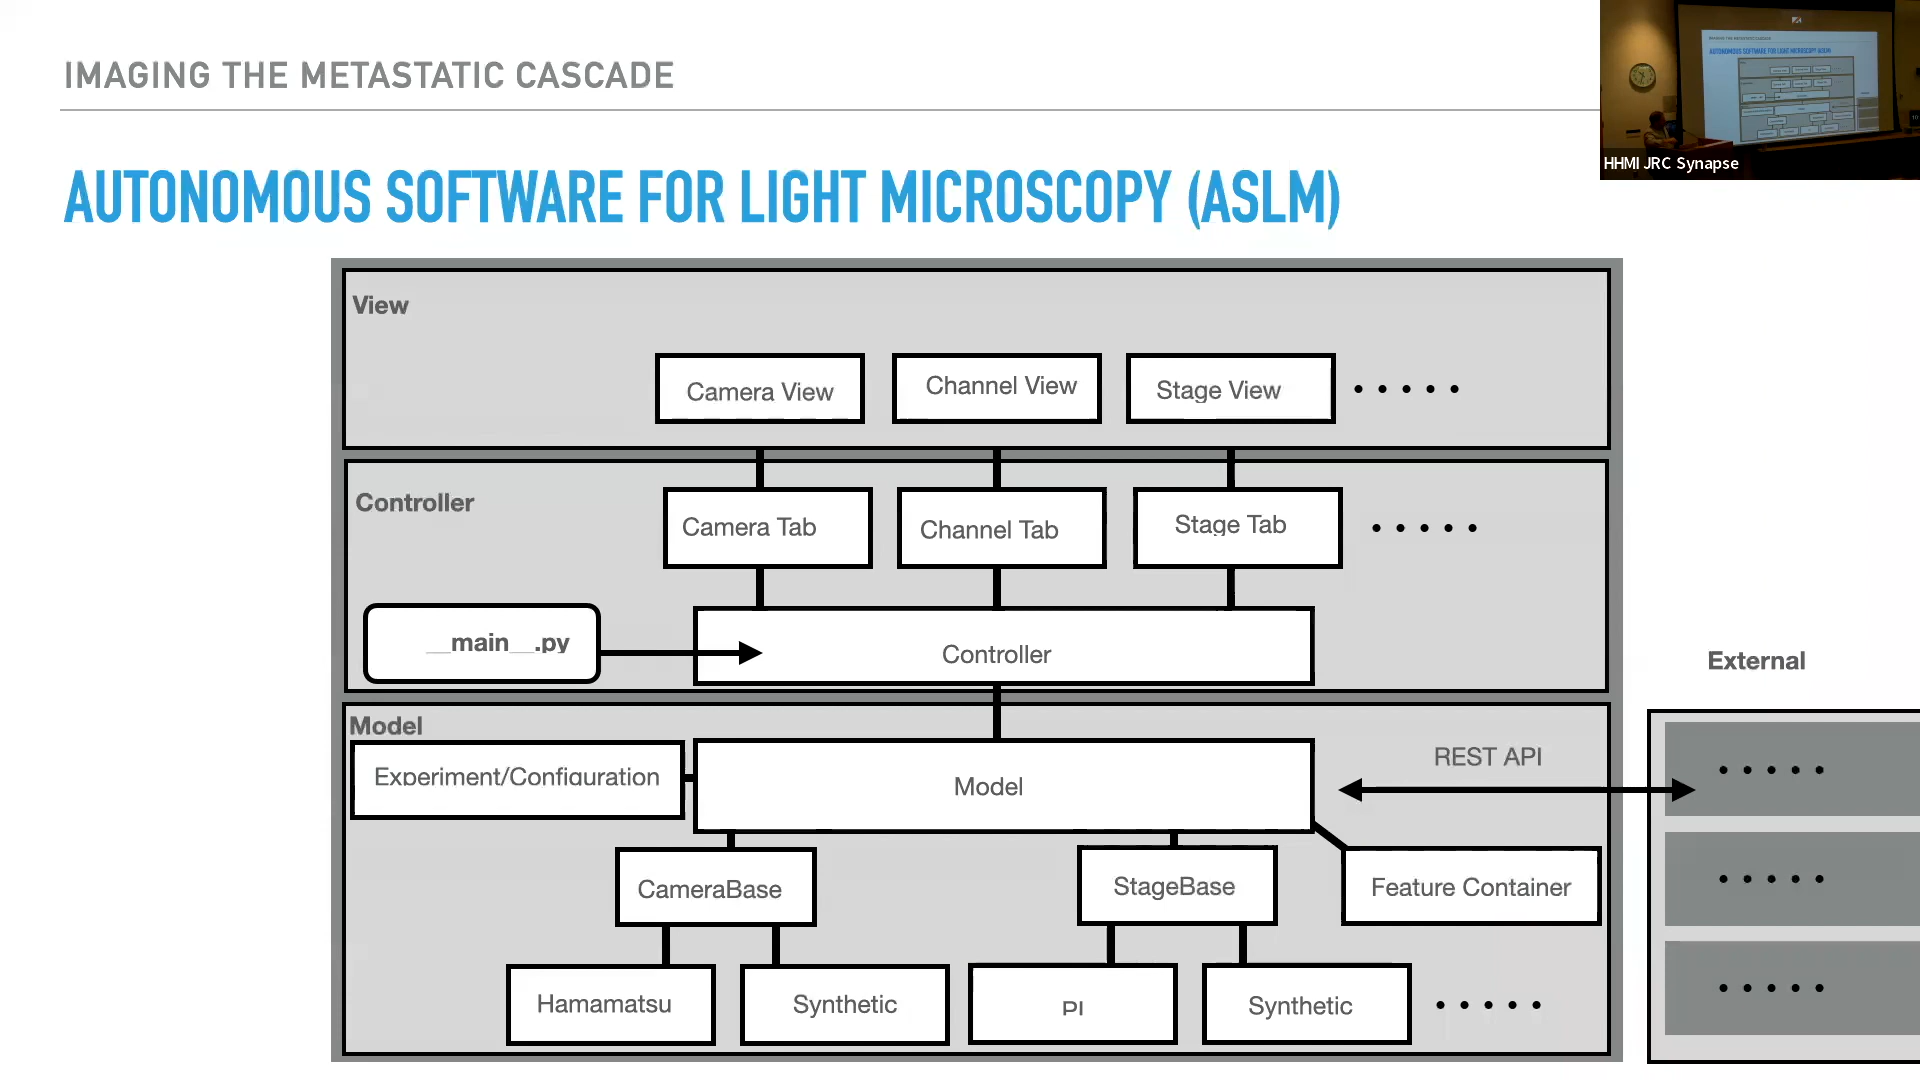 IMAGING THE METASTATIC CASCADE
AUTONOMOUS SOFTWARE FOR LIGHT MICROSCOPY (ASLM)
HHMI JRC Synapse
View
Camera View
Channel View
Stage View
Controller
Camera Tab
Channel Tab
Stage Tab
__main__.py
Controller
External
Model
Experiment/Configuration
Model
REST API
CameraBase
StageBase
Feature Container
Hamamatsu
Synthetic
PI
Synthetic